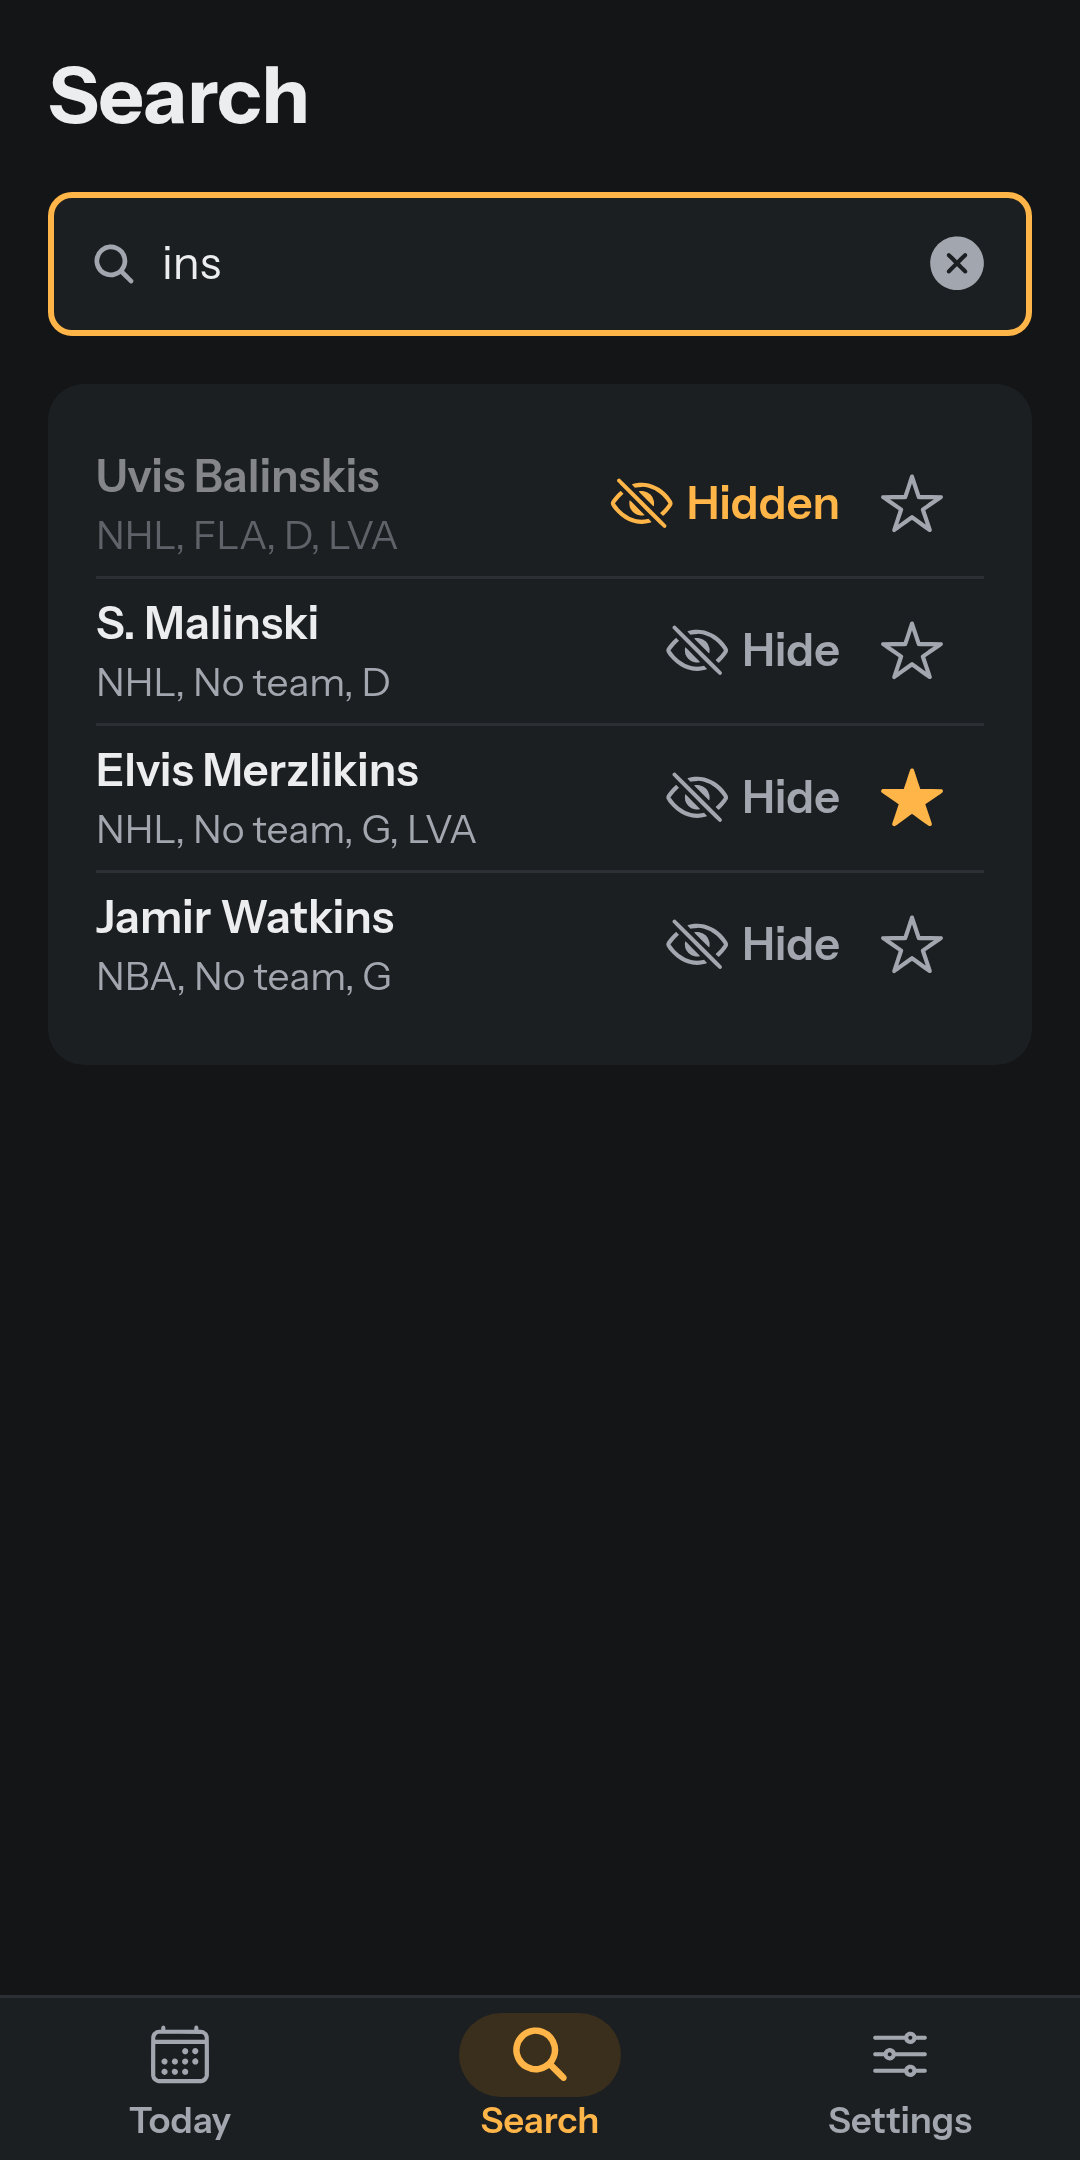 Search
ins
Uvis Balinskis
NHL, FLA, D, LVA
Hidden
S. Malinski
NHL, No team, D
Hide
Elvis Merzlikins
NHL, No team, G, LVA
Hide
Jamir Watkins
NBA, No team, G
Hide
Today
Search
Settings